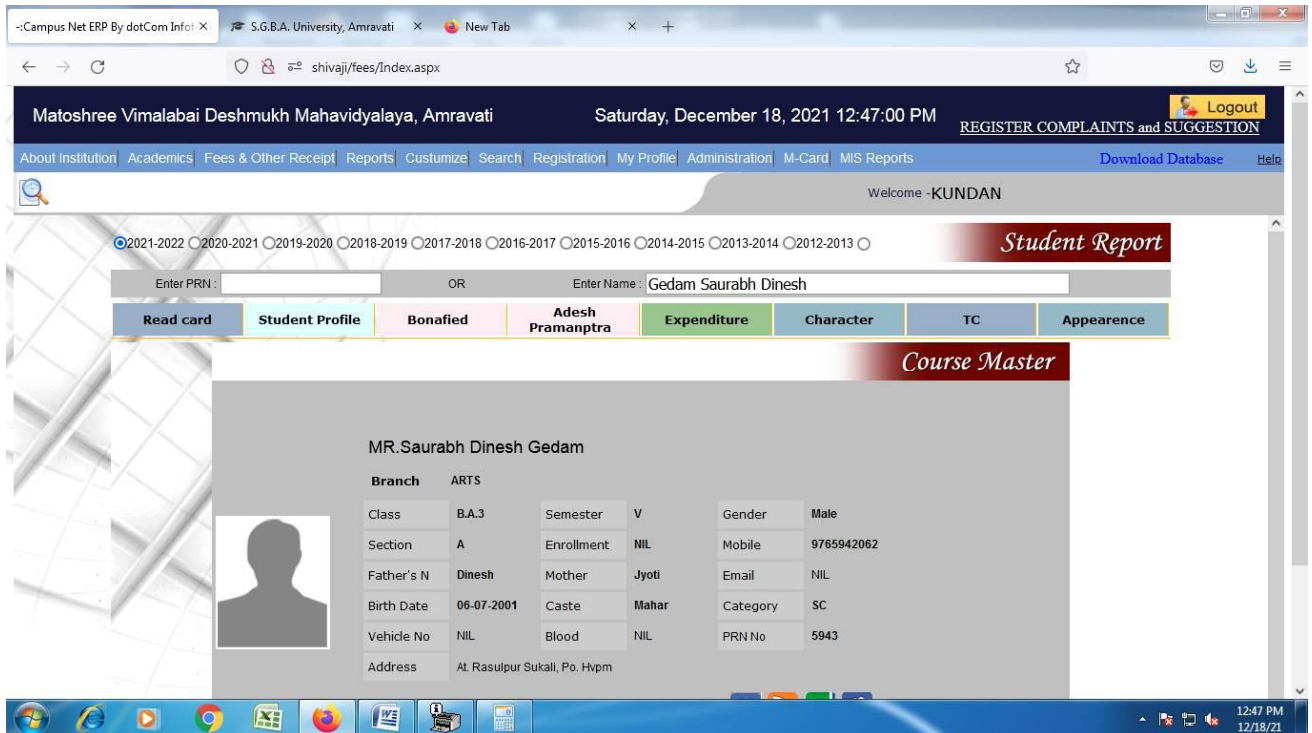 -:Campus Net ERP By dotCom Infot
S.G.B.A. University, Amravati
New Tab
shivaji/fees/Index.aspx
Matoshree Vimalabai Deshmukh Mahavidyalaya, Amravati Saturday, December 18, 2021 12:47:00 PM Logout
REGISTER COMPLAINTS and SUGGESTION
About Institution Academics Fees & Other Receipt Reports Custumize Search Registration My Profile Administration M-Card MIS Reports Download Database Help
Welcome -KUNDAN
2021-2022 2020-2021 2019-2020 2018-2019 2017-2018 2016-2017 2015-2016 2014-2015 2013-2014 2012-2013 Student Report
Enter PRN : OR Enter Name : Gedam Saurabh Dinesh
Read card Student Profile Bonafied Adesh Pramanptra Expenditure Character TC Appearence
Course Master
MR.Saurabh Dinesh Gedam
Branch ARTS
Class B.A.3 Semester V Gender Male
Section A Enrollment NIL Mobile 9765942062
Father's N Dinesh Mother Jyoti Email NIL
Birth Date 06-07-2001 Caste Mahar Category SC
Vehicle No NIL Blood NIL PRN No 5943
Address At. Rasulpur Sukali, Po. Hvpm
12:47 PM
12/18/21